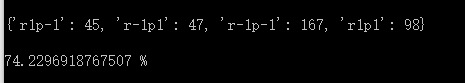 {'r1p-1': 45, 'r-1p1': 47, 'r-1p-1': 167, 'r1p1': 98}
74.2296918767507 %